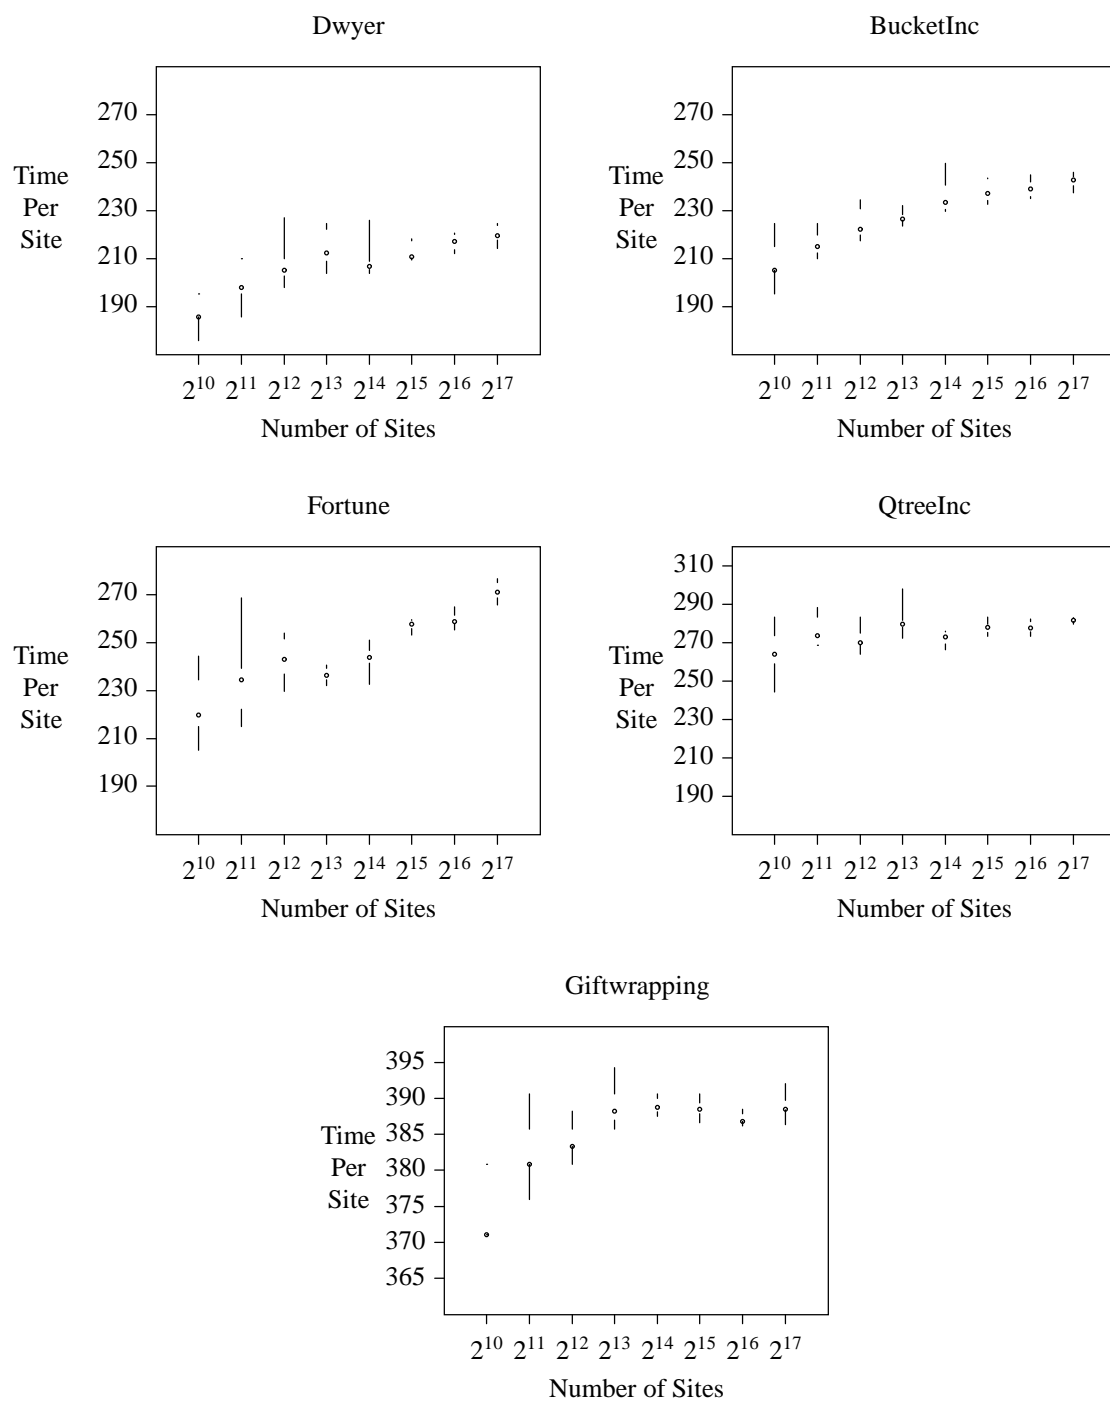 Dwyer
270
250
230
210
190
Time
Per
Site
2^10 2^11 2^12 2^13 2^14 2^15 2^16 2^17
Number of Sites
BucketInc
270
250
230
210
190
Time
Per
Site
2^10 2^11 2^12 2^13 2^14 2^15 2^16 2^17
Number of Sites
Fortune
270
250
230
210
190
Time
Per
Site
2^10 2^11 2^12 2^13 2^14 2^15 2^16 2^17
Number of Sites
QtreeInc
310
290
270
250
230
210
190
Time
Per
Site
2^10 2^11 2^12 2^13 2^14 2^15 2^16 2^17
Number of Sites
Giftwrapping
395
390
385
380
375
370
365
Time
Per
Site
2^10 2^11 2^12 2^13 2^14 2^15 2^16 2^17
Number of Sites